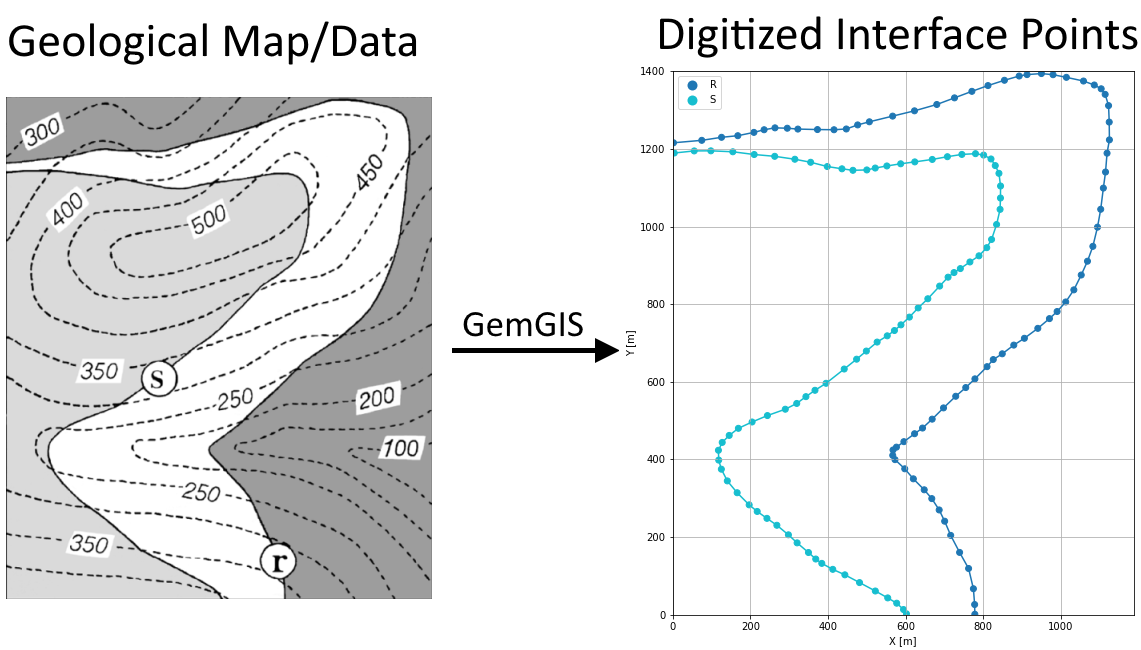 Geological Map/Data
300
450
400
500
350
S
250
200
100
250
350
r
GemGIS
Digitized Interface Points
R
S
1400
1200
1000
800
600
400
200
0
Y [m]
0 200 400 600 800 1000
X [m]